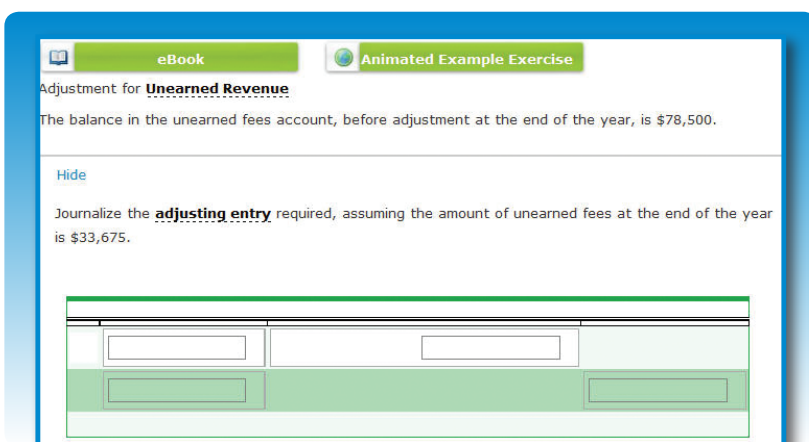 eBook
Animated Example Exercise
Adjustment for Unearned Revenue
The balance in the unearned fees account, before adjustment at the end of the year, is $78,500.
Hide
Journalize the adjusting entry required, assuming the amount of unearned fees at the end of the year
is $33,675.